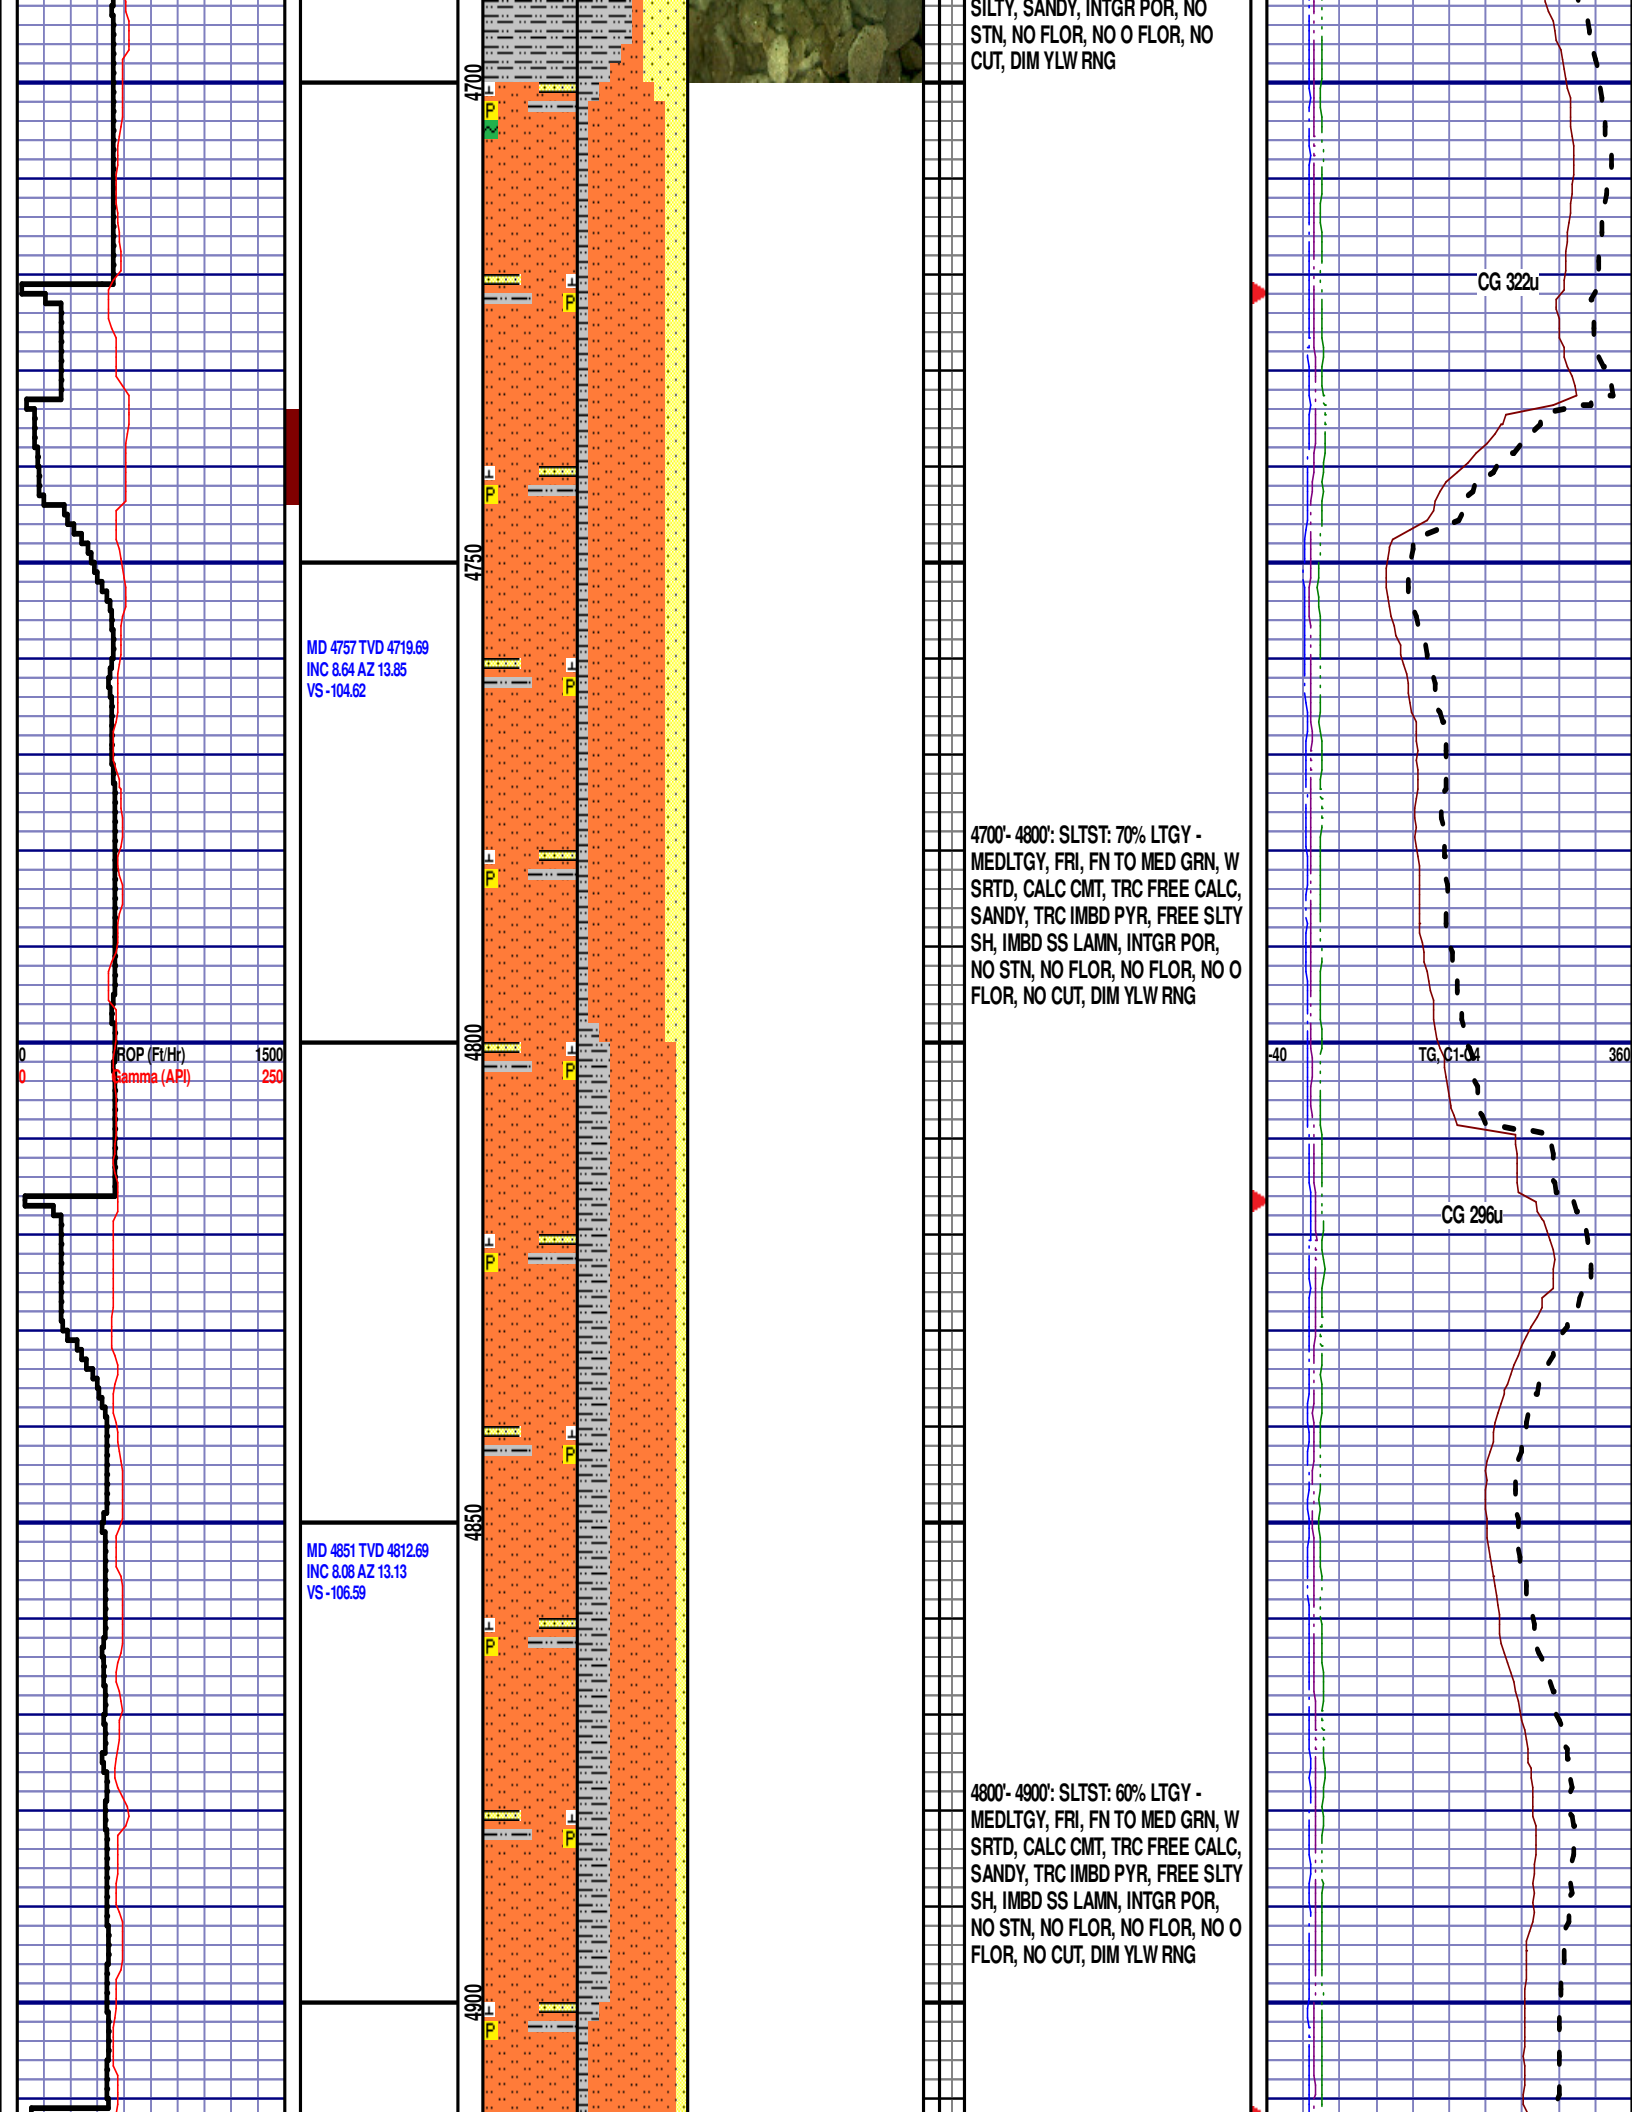 SILTY, SANDY, INTGR POR, NO
STN, NO FLOR, NO O FLOR, NO
CUT, DIM YLW RNG
4700
P
CG 322u
P
P
4750
MD 4757 TVD 4719.69
INC 8.64 AZ 13.85
VS -104.62
P
4700'- 4800': SLTST: 70% LTGY -
MEDLTGY, FRI, FN TO MED GRN, W
SRTD, CALC CMT, TRC FREE CALC,
SANDY, TRC IMBD PYR, FREE SLTY
SH, IMBD SS LAMN, INTGR POR,
NO STN, NO FLOR, NO FLOR, NO O
FLOR, NO CUT, DIM YLW RNG
P
4800
0 ROP (Ft/Hr) 1500
0 Gamma (API) 250
-40 TG, C1-C4 360
P
CG 296u
P
P
4850
MD 4851 TVD 4812.69
INC 8.08 AZ 13.13
VS -106.59
P
4800'- 4900': SLTST: 60% LTGY -
MEDLTGY, FRI, FN TO MED GRN, W
SRTD, CALC CMT, TRC FREE CALC,
SANDY, TRC IMBD PYR, FREE SLTY
SH, IMBD SS LAMN, INTGR POR,
NO STN, NO FLOR, NO FLOR, NO O
FLOR, NO CUT, DIM YLW RNG
P
4900
P